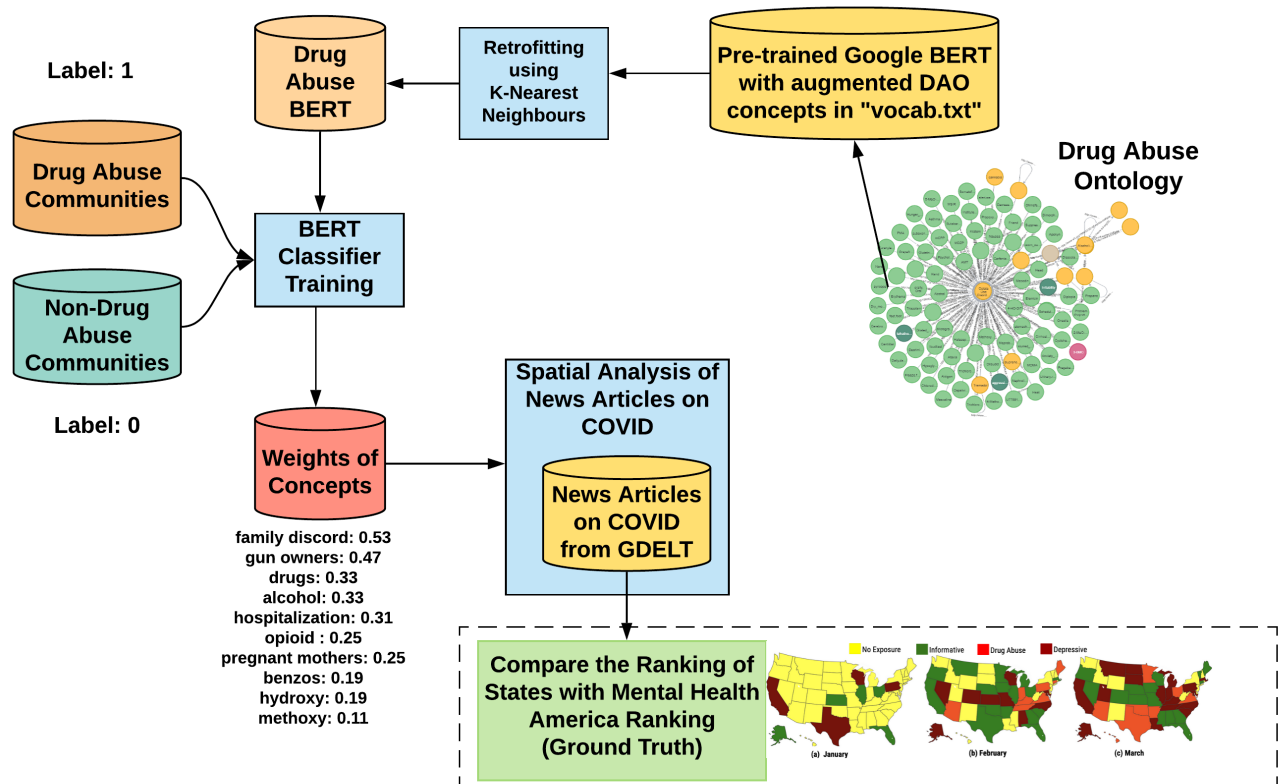 Label: 1
Drug Abuse
Communities
Non-Drug
Abuse
Communities
Label: 0
Drug
Abuse
BERT
Retrofitting
using
K-Nearest
Neighbours
Pre-trained Google BERT
with augmented DAO
concepts in "vocab.txt"
Drug Abuse
Ontology
BERT
Classifier
Training
Weights of
Concepts
family discord: 0.53
gun owners: 0.47
drugs: 0.33
alcohol: 0.33
hospitalization: 0.31
opioid : 0.25
pregnant mothers: 0.25
benzos: 0.19
hydroxy: 0.19
methoxy: 0.11
Spatial Analysis of
News Articles on
COVID
News Articles
on COVID
from GDELT
Compare the Ranking of
States with Mental Health
America Ranking
(Ground Truth)
No Exposure
Informative
Drug Abuse
Depressive
(a) January
(b) February
(c) March